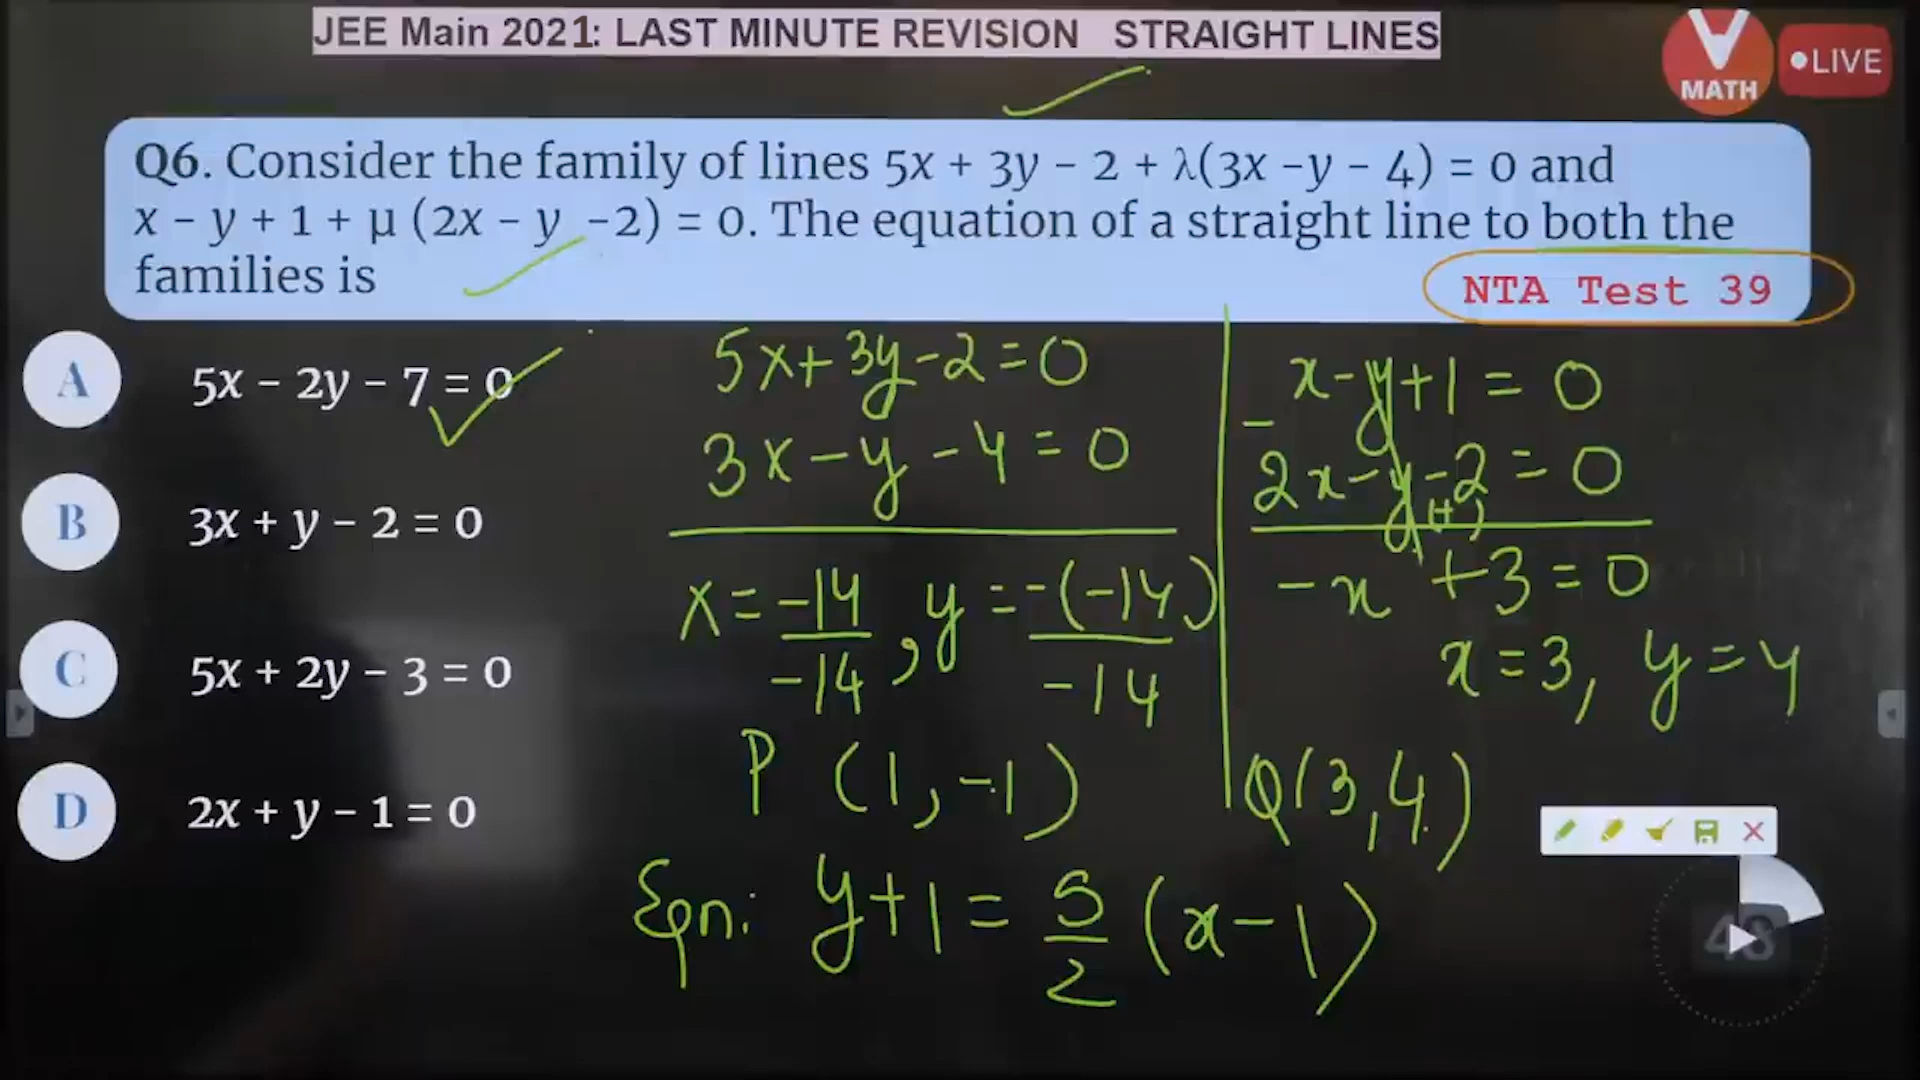 JEE Main 2021: LAST MINUTE REVISION STRAIGHT LINES
MATH
LIVE
Q6. Consider the family of lines 5x + 3y – 2 + λ(3x –y – 4) = 0 and
x – y + 1 + μ (2x – y –2) = 0. The equation of a straight line to both the
families is
NTA Test 39
A 5x – 2y – 7 = 0
B 3x + y – 2 = 0
C 5x + 2y – 3 = 0
D 2x + y – 1 = 0
5x+3y-2=0
3x-y-4=0
x=-14/-14, y=-(-14)/-14
P (1,-1)
x-y+1=0
- 2x-y-2=0
(+)
-x +3=0
x=3, y=4
Q(3,4)
Eqn: y+1=5/2(x-1)
48